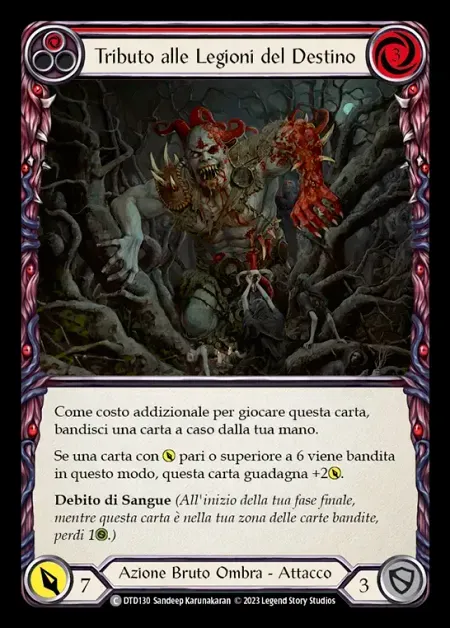 Tributo alle Legioni del Destino
3
Come costo addizionale per giocare questa carta,
bandisci una carta a caso dalla tua mano.
Se una carta con pari o superiore a 6 viene bandita
in questo modo, questa carta guadagna +2.
Debito di Sangue (All'inizio della tua fase finale,
mentre questa carta è nella tua zona delle carte bandite,
perdi 1.)
7
Azione Bruto Ombra - Attacco
3
C DTD130 Sandeep Karunakaran © 2023 Legend Story Studios